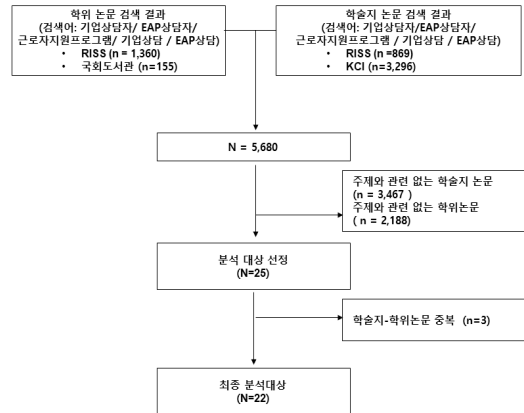 학위 논문 검색 결과
(검색어: 기업상담자/ EAP상담자/
근로자지원프로그램/ 기업상담 / EAP상담)
• RISS (n = 1,360)
• 국회도서관 (n=155)
학술지 논문 검색 결과
(검색어: 기업상담자/EAP상담자/
근로자지원프로그램 / 기업상담 / EAP상담)
• RISS (n=869)
• KCI (n=3,296)
N = 5,680
주제와 관련 없는 학술지 논문
(n = 3,467 )
주제와 관련 없는 학위논문
( n = 2,188)
분석 대상 선정
(N=25)
학술지-학위논문 중복 (n=3)
최종 분석대상
(N=22)